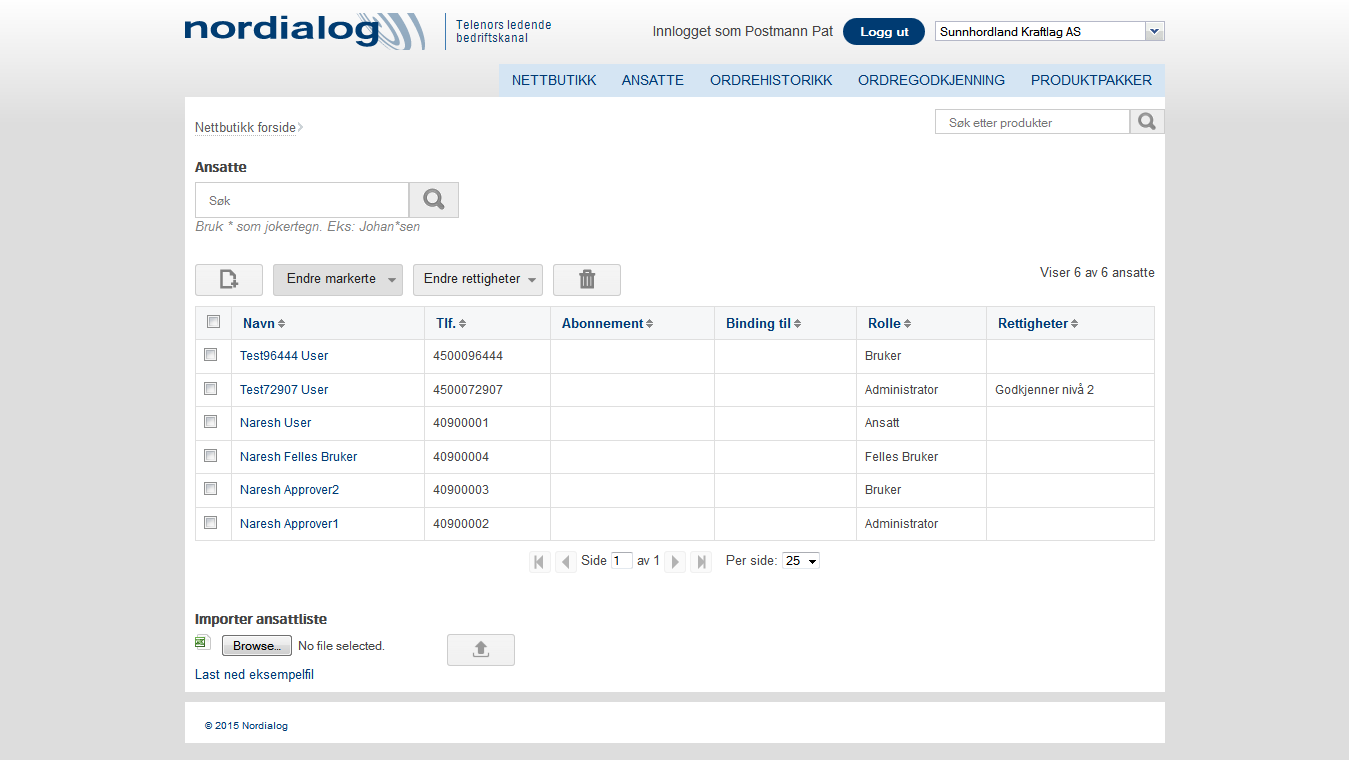 nordialog
Telenors ledende
bedriftskanal
Innlogget som Postmann Pat
Logg ut
Sunnhordland Kraftlag AS
NETTBUTIKK ANSATTE ORDREHISTORIKK ORDREGODKJENNING PRODUKTPAKKER
Nettbutikk forside
Søk etter produkter
Ansatte
Søk
Bruk * som jokertegn. Eks: Johan*sen
Endre markerte Endre rettigheter
Viser 6 av 6 ansatte
Navn Tlf. Abonnement Binding til Rolle Rettigheter
Test96444 User 4500096444 Bruker
Test72907 User 4500072907 Administrator Godkjenner nivå 2
Naresh User 40900001 Ansatt
Naresh Felles Bruker 40900004 Felles Bruker
Naresh Approver2 40900003 Bruker
Naresh Approver1 40900002 Administrator
Side 1 av 1 Per side: 25
Importer ansattliste
Browse... No file selected.
Last ned eksempelfil
© 2015 Nordialog